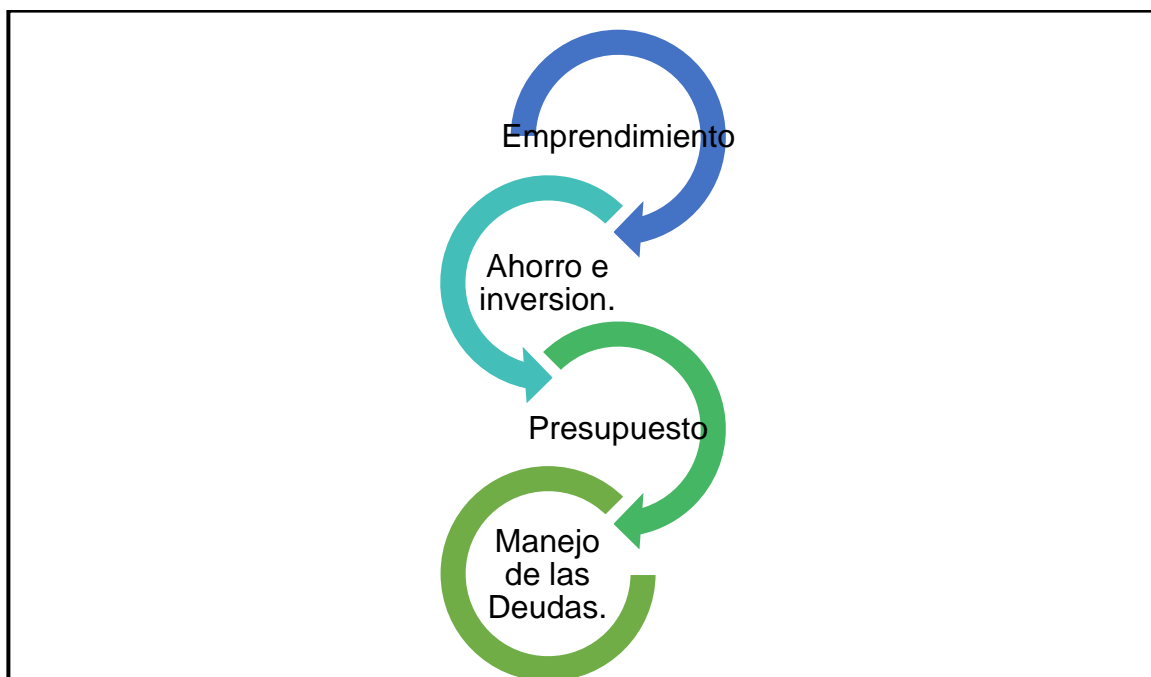 Emprendimiento
Ahorro e
inversion.
Presupuesto
Manejo
de las
Deudas.